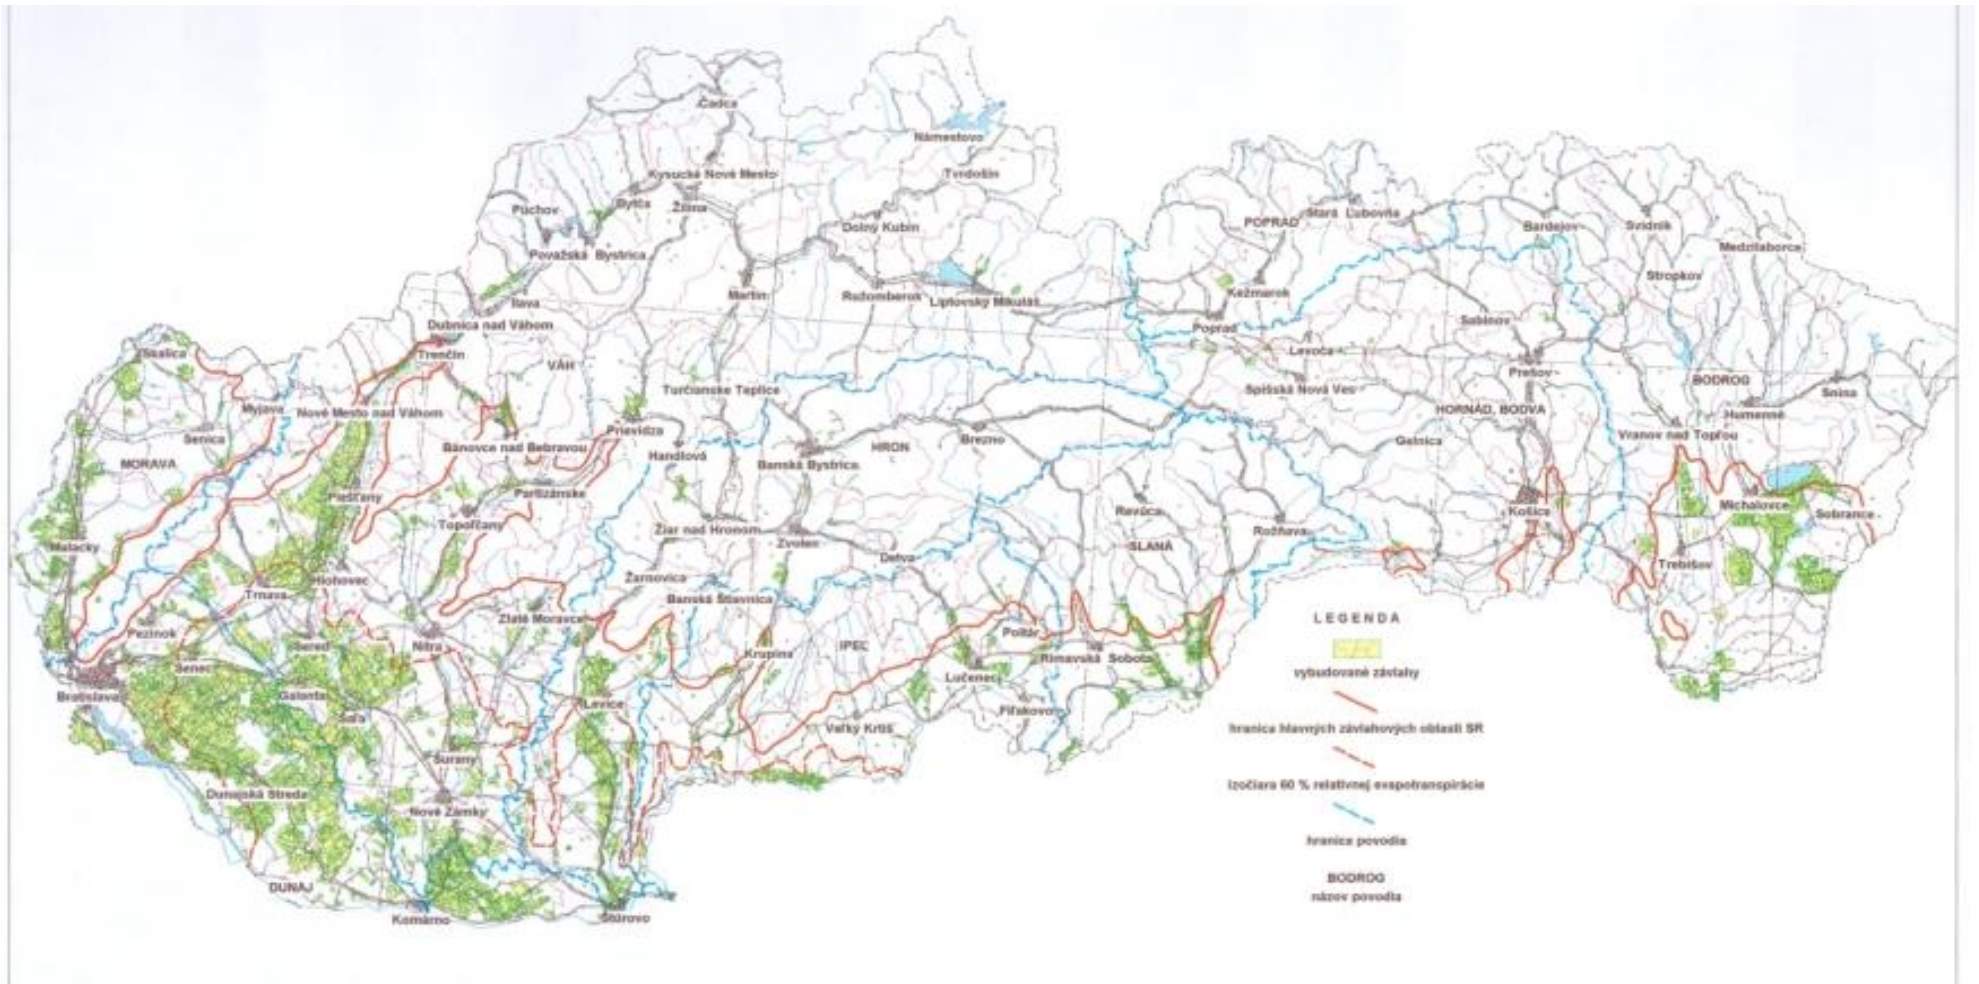 Čadca
Námestovo
Kysucké Nové Mesto
Tvrdošín
Bytča
Žilina
Púchov
Dolný Kubín
POPRAD
Stará Ľubovňa
Bardejov
Svidník
Medzilaborce
Považská Bystrica
Stropkov
Ilava
Martin
Ružomberok
Liptovský Mikuláš
Kežmarok
Dubnica nad Váhom
Poprad
Sabinov
Skalica
Trenčín
VÁH
Levoča
Prešov
Turčianske Teplice
Spišská Nová Ves
BODROG
Snina
Myjava
Nové Mesto nad Váhom
HORNÁD, BODVA
Humenné
Senica
Prievidza
Brezno
Gelnica
Vranov nad Topľou
Bánovce nad Bebravou
Handlová
HRON
MORAVA
Banská Bystrica
Piešťany
Partizánske
Michalovce
Topoľčany
Revúca
Košice
Sobrance
Žiar nad Hronom
Rožňava
Malacky
Zvolen
SLANÁ
Detva
Trebišov
Hlohovec
Žarnovica
Trnava
Banská Štiavnica
LEGENDA
Pezinok
Zlaté Moravce
Sereď
Nitra
Poltár
Krupina
IPEĽ
Rimavská Sobota
Senec
vybudované závlahy
Lučenec
Bratislava
Galanta
Levice
Šaľa
Fiľakovo
Veľký Krtíš
hranica hlavných závlahových oblastí SR
Šurany
izočiara 60 % relatívnej evapotranspirácie
Dunajská Streda
Nové Zámky
hranica povodia
BODROG
názov povodia
DUNAJ
Komárno
Štúrovo